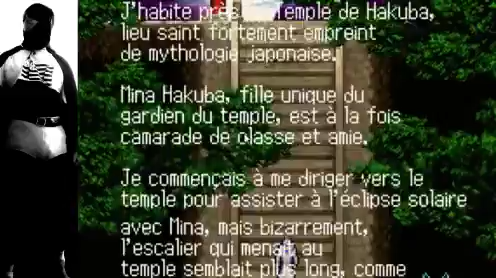 J'habite près Temple de Hakuba,
lieu saint fortement empreint
de mythologie japonaise.
Mina Hakuba, fille unique du
gardien du temple, est à la fois
camarade de classe et amie.
Je commençais à me diriger vers le
temple pour assister à l'éclipse solaire
avec Mina, mais bizarrement,
l'escalier qui menait au
temple semblait plus long, comme